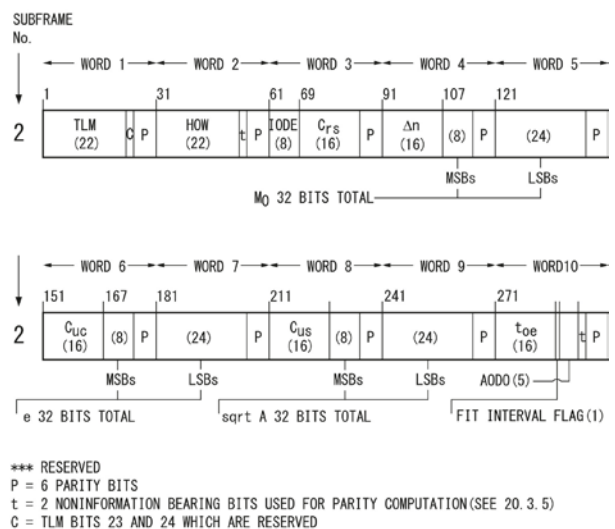 SUBFRAME
No.
WORD 1 WORD 2 WORD 3 WORD 4 WORD 5
1 31 61 69 91 107 121
2 TLM (22) C P HOW (22) t P IODE (8) Crs (16) P Δn (16) (8) P (24) P
MSBs LSBs
M0 32 BITS TOTAL
WORD 6 WORD 7 WORD 8 WORD 9 WORD10
151 167 181 211 241 271
2 Cuc (16) (8) P (24) P Cus (16) (8) P (24) P toe (16) t P
MSBs LSBs MSBs LSBs AODO(5)
e 32 BITS TOTAL sqrt A 32 BITS TOTAL FIT INTERVAL FLAG(1)
*** RESERVED
P = 6 PARITY BITS
t = 2 NONINFORMATION BEARING BITS USED FOR PARITY COMPUTATION(SEE 20.3.5)
C = TLM BITS 23 AND 24 WHICH ARE RESERVED